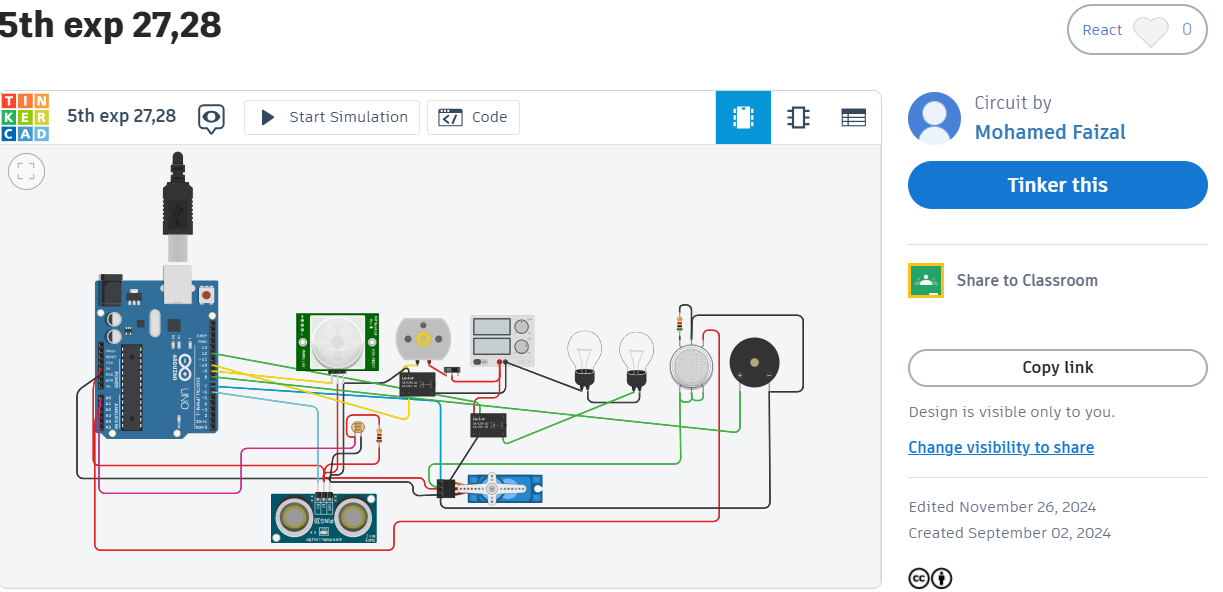 5th exp 27,28
React 0
TIN
KER
CAD
5th exp 27,28
Start Simulation
Code
Circuit by
Mohamed Faizal
Tinker this
Share to Classroom
Copy link
Design is visible only to you.
Change visibility to share
Edited November 26, 2024
Created September 02, 2024
cc
ARDUINO
UNO